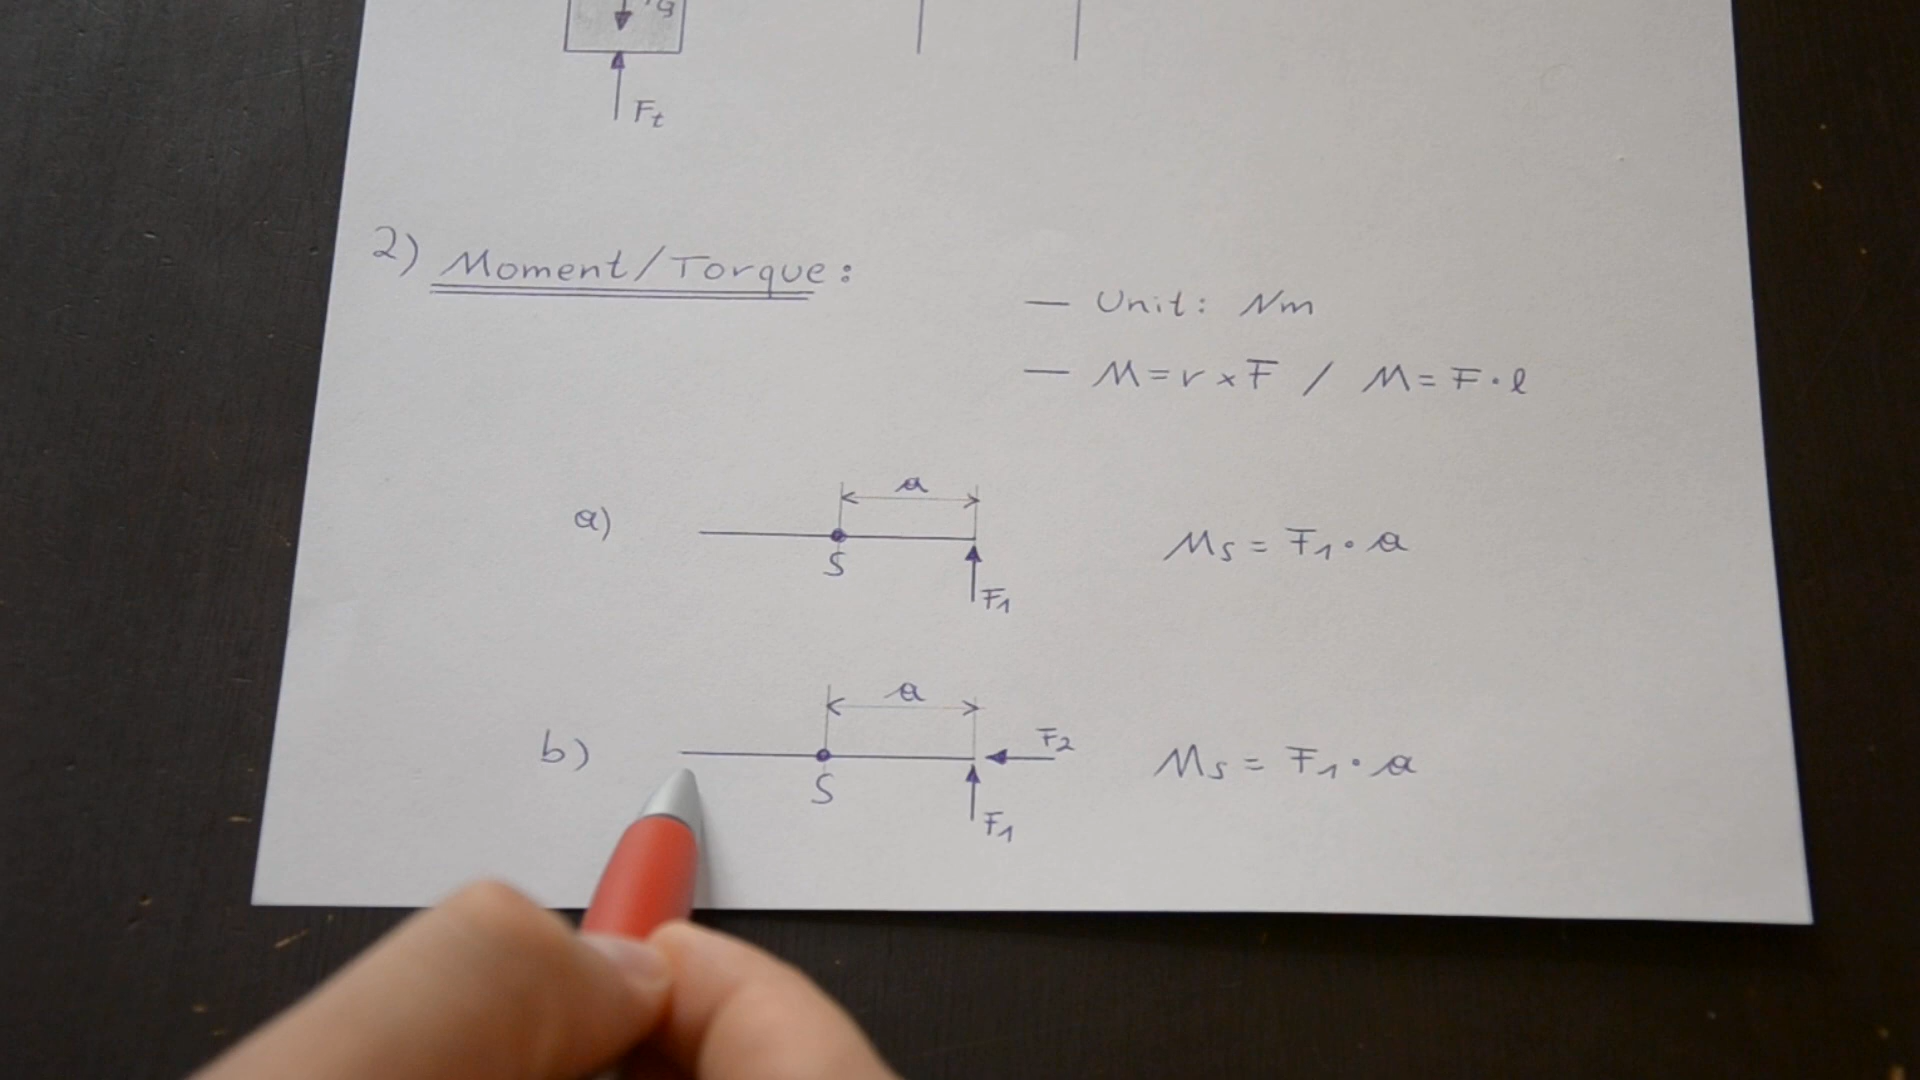 Fg
Ft
2) Moment/Torque:
— Unit: Nm
— M = r × F / M = F · l
a)
a
S
F1
Ms = F1 · a
b)
a
S
F2
F1
Ms = F1 · a